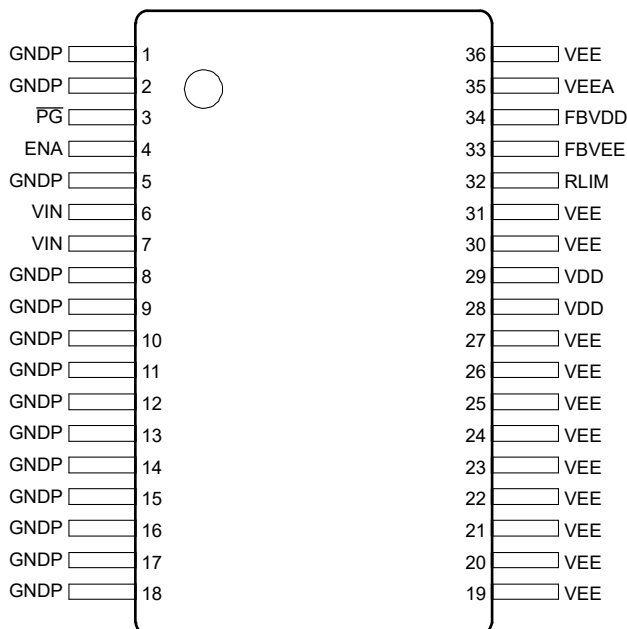 GNDP 1 36 VEE
GNDP 2 35 VEEA
P̅G̅ 3 34 FBVDD
ENA 4 33 FBVEE
GNDP 5 32 RLIM
VIN 6 31 VEE
VIN 7 30 VEE
GNDP 8 29 VDD
GNDP 9 28 VDD
GNDP 10 27 VEE
GNDP 11 26 VEE
GNDP 12 25 VEE
GNDP 13 24 VEE
GNDP 14 23 VEE
GNDP 15 22 VEE
GNDP 16 21 VEE
GNDP 17 20 VEE
GNDP 18 19 VEE